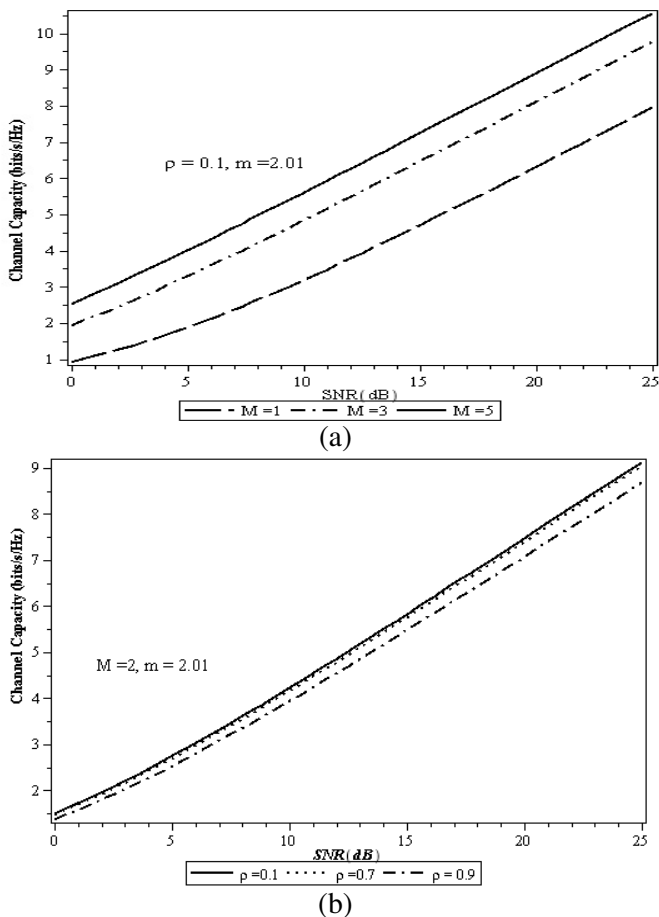 10
9
8
7
6
5
4
3
2
1
Channel Capacity (bits/s/Hz)
ρ = 0.1, m =2.01
0 5 10 15 20 25
SNR( dB)
M =1 M =3 M =5
(a)
9
8
7
6
5
4
3
2
Channel Capacity (bits/s/Hz)
M =2, m = 2.01
0 5 10 15 20 25
SNR( dB)
ρ =0.1 ρ =0.7 ρ = 0.9
(b)